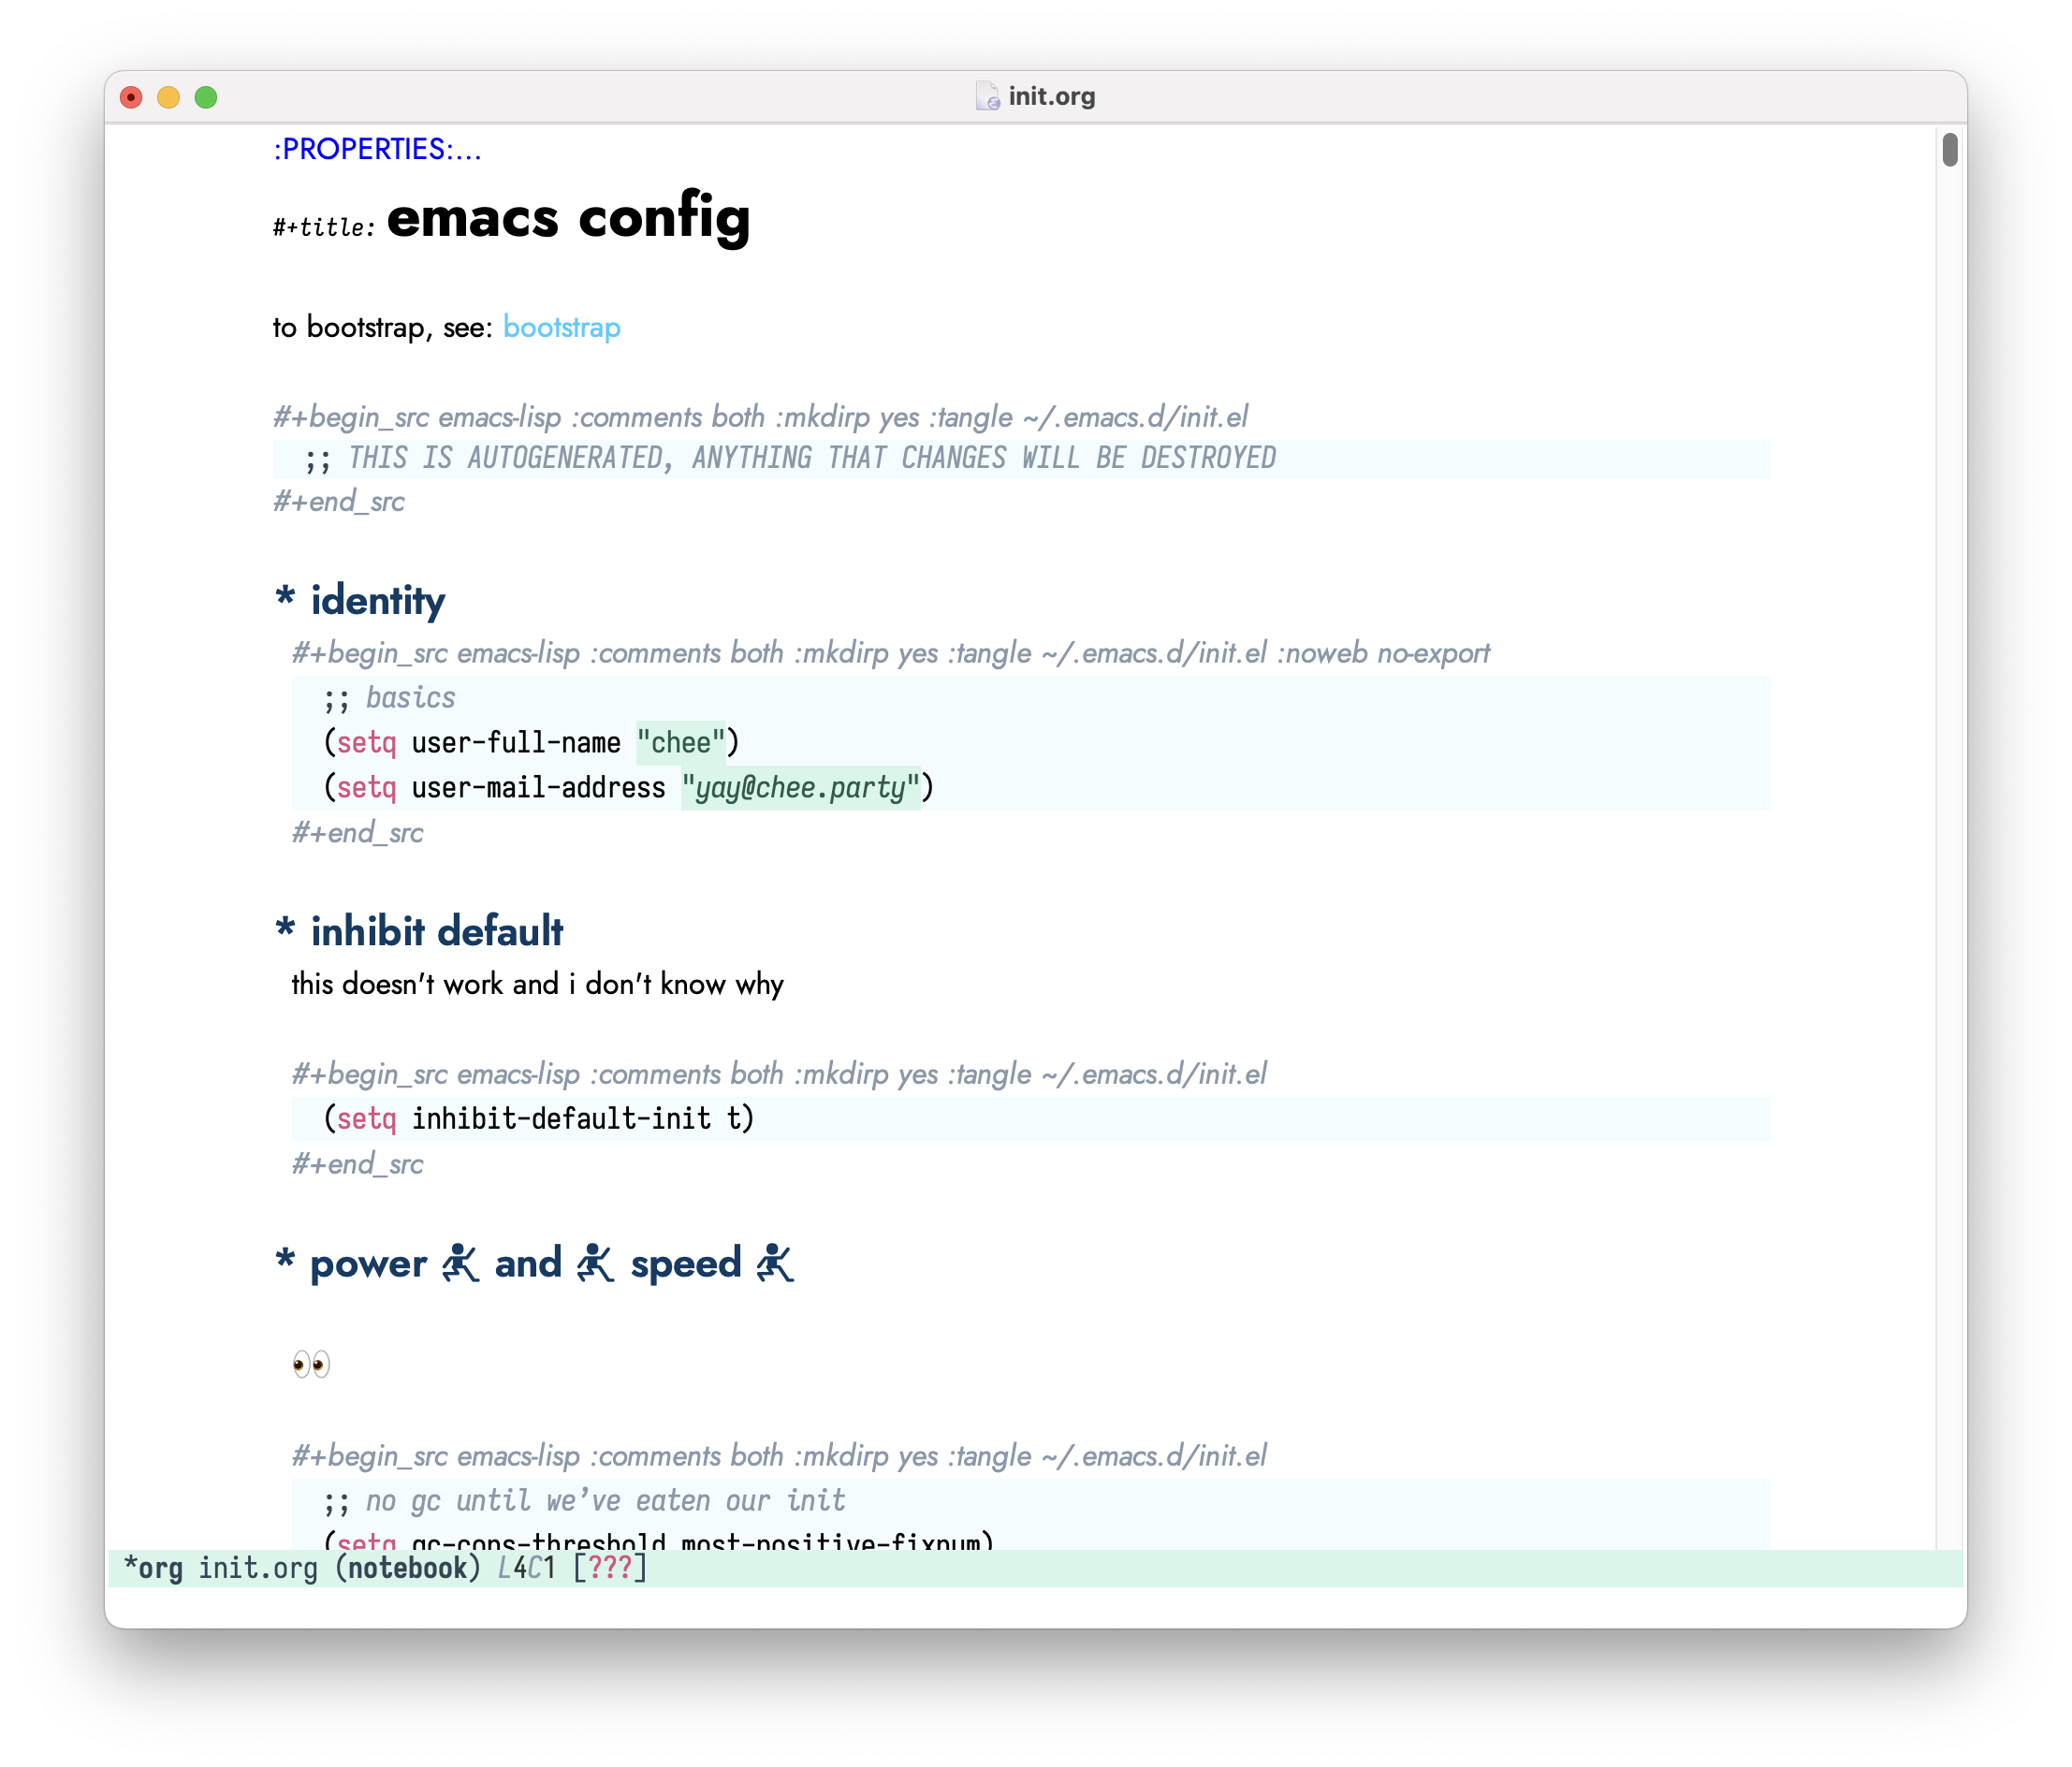 init.org
:PROPERTIES:...
#+title: emacs config
to bootstrap, see: bootstrap
#+begin_src emacs-lisp :comments both :mkdirp yes :tangle ~/.emacs.d/init.el
;; THIS IS AUTOGENERATED, ANYTHING THAT CHANGES WILL BE DESTROYED
#+end_src
* identity
#+begin_src emacs-lisp :comments both :mkdirp yes :tangle ~/.emacs.d/init.el :noweb no-export
;; basics
(setq user-full-name "chee")
(setq user-mail-address "yay@chee.party")
#+end_src
* inhibit default
this doesn't work and i don't know why
#+begin_src emacs-lisp :comments both :mkdirp yes :tangle ~/.emacs.d/init.el
(setq inhibit-default-init t)
#+end_src
* power 🏃 and 🏃 speed 🏃
👀
#+begin_src emacs-lisp :comments both :mkdirp yes :tangle ~/.emacs.d/init.el
;; no gc until we’ve eaten our init
(setq gc-cons-threshold most-positive-fixnum)
*org init.org (notebook) L4C1 [???]